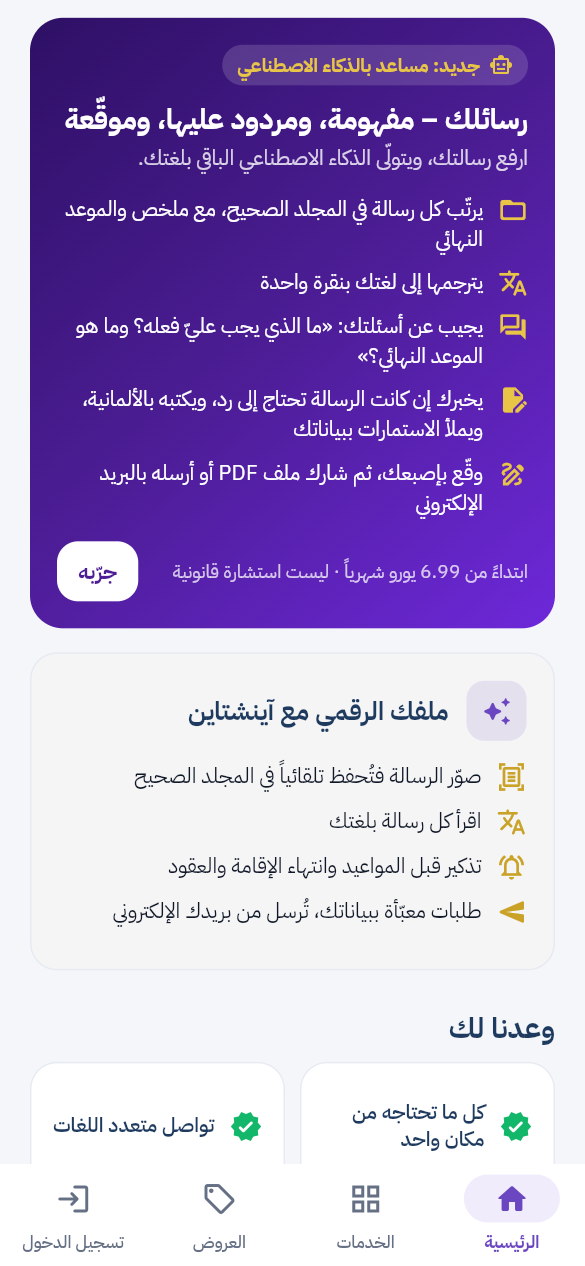 جديد: مساعد بالذكاء الاصطناعي
رسائلك – مفهومة، ومردود عليها، وموقّعة
ارفع رسالتك، ويتولّى الذكاء الاصطناعي الباقي بلغتك.
يرتّب كل رسالة في المجلد الصحيح، مع ملخص والموعد
النهائي
يترجمها إلى لغتك بنقرة واحدة
يجيب عن أسئلتك: «ما الذي يجب عليّ فعله؟ وما هو
الموعد النهائي؟»
يخبرك إن كانت الرسالة تحتاج إلى رد، ويكتبه بالألمانية،
ويملأ الاستمارات ببياناتك
وقّع بإصبعك، ثم شارك ملف PDF أو أرسله بالبريد
الإلكتروني
ابتداءً من 6.99 يورو شهرياً · ليست استشارة قانونية
جرّبه
ملفك الرقمي مع آينشتاين
صوّر الرسالة فتُحفظ تلقائياً في المجلد الصحيح
اقرأ كل رسالة بلغتك
تذكير قبل المواعيد وانتهاء الإقامة والعقود
طلبات معبّأة ببياناتك، تُرسل من بريدك الإلكتروني
وعدنا لك
كل ما تحتاجه من
مكان واحد
تواصل متعدد اللغات
الرئيسية
الخدمات
العروض
تسجيل الدخول